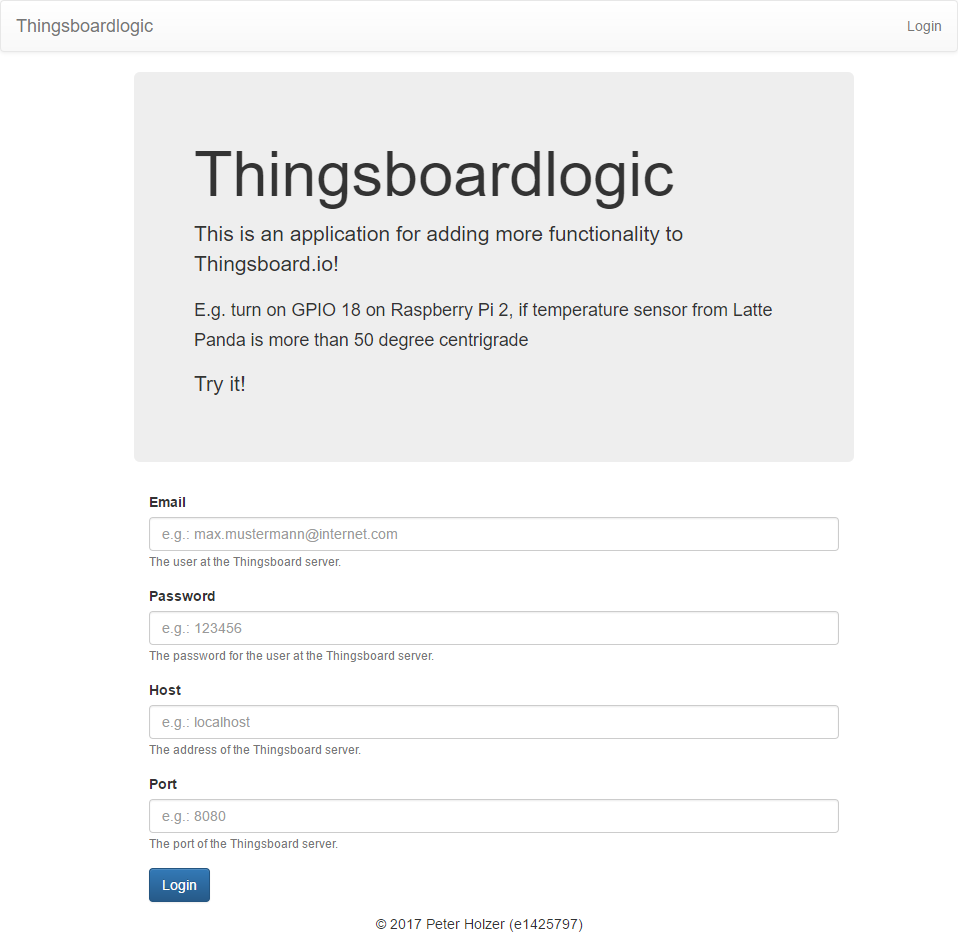 Thingsboardlogic
Login
Thingsboardlogic
This is an application for adding more functionality to
Thingsboard.io!
E.g. turn on GPIO 18 on Raspberry Pi 2, if temperature sensor from Latte
Panda is more than 50 degree centrigrade
Try it!
Email
e.g.: max.mustermann@internet.com
The user at the Thingsboard server.
Password
e.g.: 123456
The password for the user at the Thingsboard server.
Host
e.g.: localhost
The address of the Thingsboard server.
Port
e.g.: 8080
The port of the Thingsboard server.
Login
© 2017 Peter Holzer (e1425797)